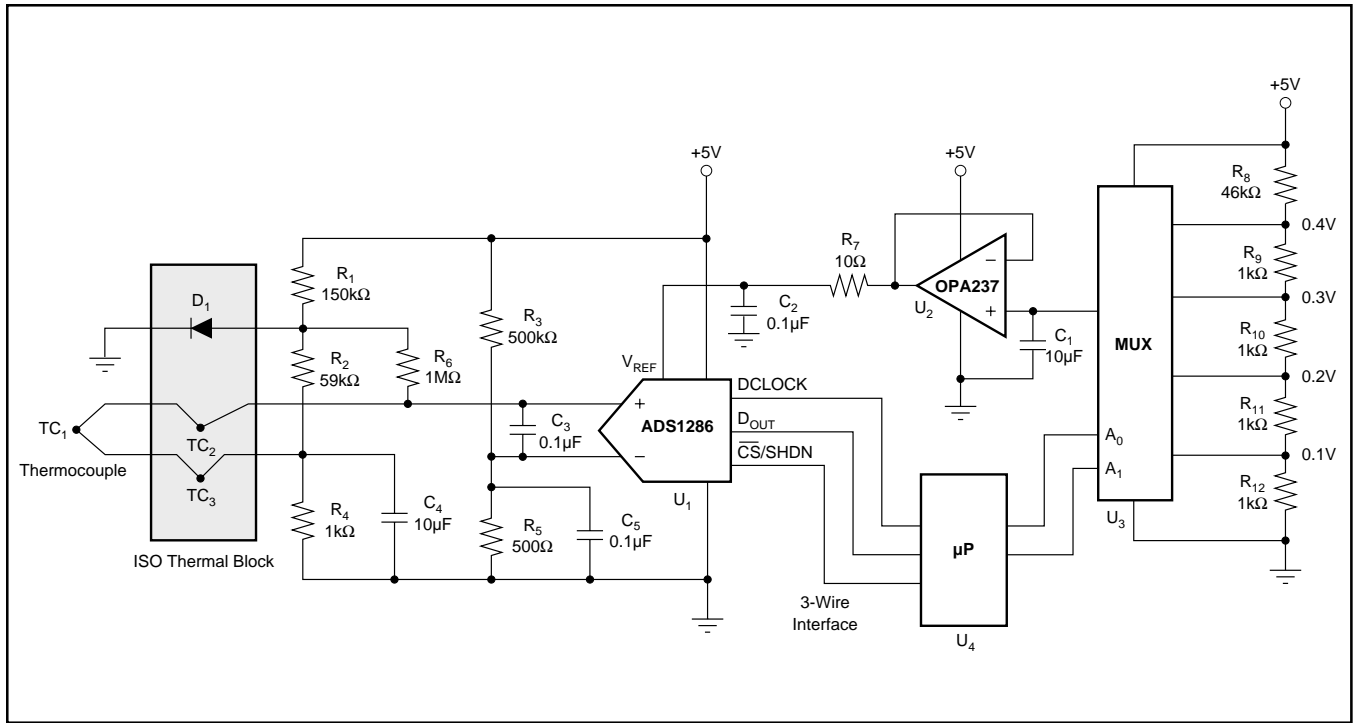 +5V
+5V
+5V
R8
46kΩ
0.4V
R9
1kΩ
0.3V
R10
1kΩ
0.2V
R11
1kΩ
0.1V
R12
1kΩ
MUX
A0
A1
U3
R7
10Ω
OPA237
−
+
U2
C1
10µF
C2
0.1µF
R1
150kΩ
D1
R3
500kΩ
R2
59kΩ
R6
1MΩ
VREF
DCLOCK
+
ADS1286
DOUT
−
CS/SHDN
C3
0.1µF
U1
TC1
TC2
Thermocouple
TC3
R4
1kΩ
C4
10µF
R5
500Ω
C5
0.1µF
ISO Thermal Block
µP
3-Wire
Interface
U4